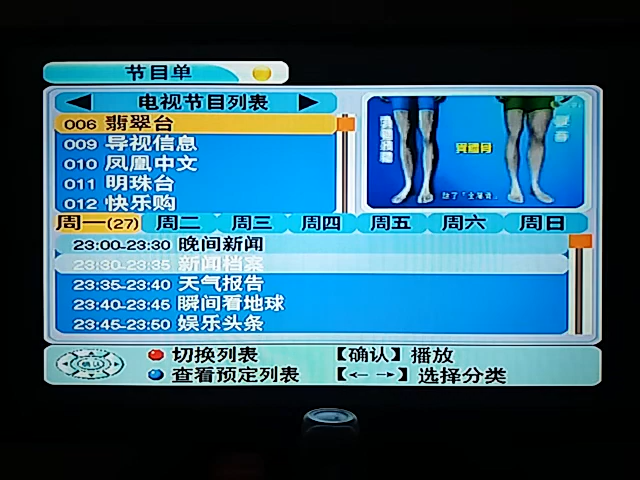 节目单
电视节目列表
006 翡翠台
009 导视信息
010 凤凰中文
011 明珠台
012 快乐购
周一(27) 周二 周三 周四 周五 周六 周日
23:00-23:30 晚间新闻
23:30-23:35 新闻档案
23:35-23:40 天气报告
23:40-23:45 瞬间看地球
23:45-23:50 娱乐头条
切换列表 【确认】播放
查看预定列表 【←→】选择分类